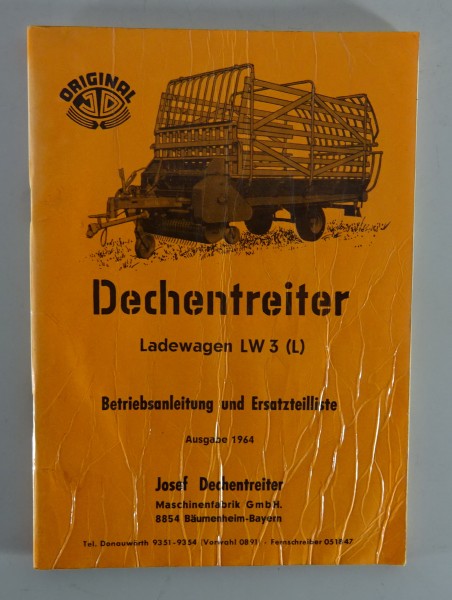 ORIGINAL
JD
Dechentreiter
Ladewagen LW 3 (L)
Betriebsanleitung und Ersatzteilliste
Ausgabe 1964
Josef Dechentreiter
Maschinenfabrik GmbH.
8854 Bäumenheim-Bayern
Tel. Donauwörth 9351-9354 (Vorwahl 0891) - Fernschreiber 051847